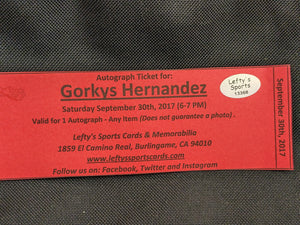 Autograph Ticket for:
Gorkys Hernandez
Saturday September 30th, 2017 (6-7 PM)
Valid for 1 Autograph - Any Item (Does not guarantee a photo) .
Lefty's Sports Cards & Memorabilia
1859 El Camino Real, Burlingame, CA 94010
www.leftyssportscards.com
Follow us on: Facebook, Twitter and Instagram
Lefty's
Sports
13368
September 30th, 2017